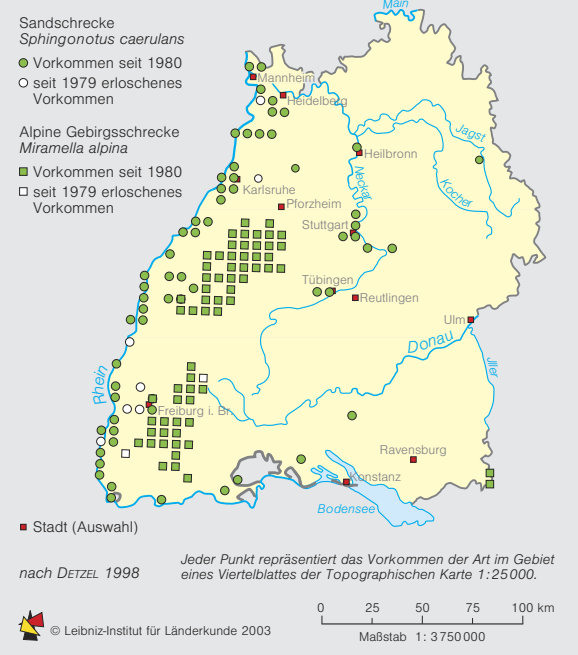 Sandschrecke
Sphingonotus caerulans
Vorkommen seit 1980
seit 1979 erloschenes
Vorkommen
Alpine Gebirgsschrecke
Miramella alpina
Vorkommen seit 1980
seit 1979 erloschenes
Vorkommen
Main
Mannheim
Heidelberg
Jagst
Heilbronn
Neckar
Kocher
Karlsruhe
Pforzheim
Stuttgart
Tübingen
Reutlingen
Ulm
Donau
Jller
Rhein
Freiburg i. Br.
Ravensburg
Konstanz
Bodensee
Stadt (Auswahl)
nach DETZEL 1998
Jeder Punkt repräsentiert das Vorkommen der Art im Gebiet
eines Viertelblattes der Topographischen Karte 1:25000.
© Leibniz-Institut für Länderkunde 2003
0 25 50 75 100 km
Maßstab 1: 3750000